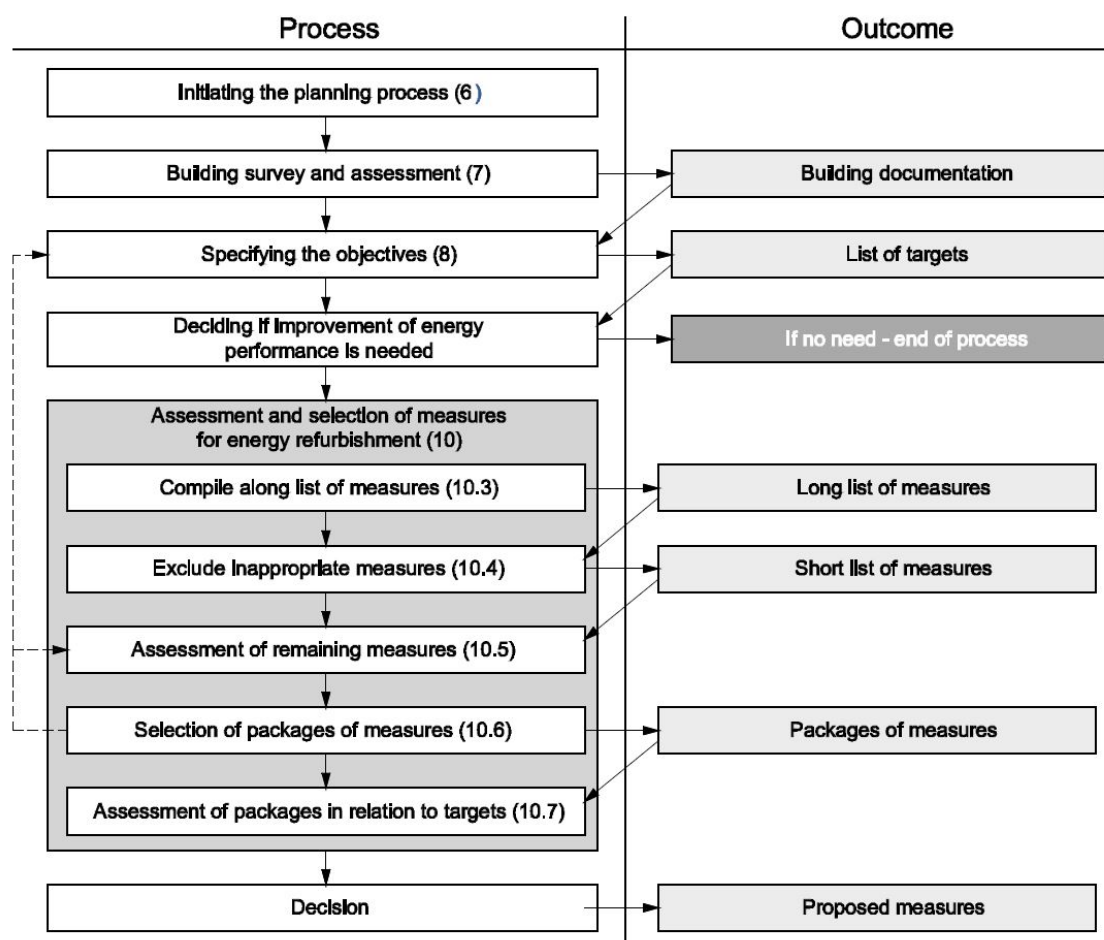 Process
Outcome
Initiating the planning process (6)
Building survey and assessment (7)
Building documentation
Specifying the objectives (8)
List of targets
Deciding if improvement of energy
performance is needed
If no need - end of process
Assessment and selection of measures
for energy refurbishment (10)
Compile along list of measures (10.3)
Long list of measures
Exclude inappropriate measures (10.4)
Short list of measures
Assessment of remaining measures (10.5)
Selection of packages of measures (10.6)
Packages of measures
Assessment of packages in relation to targets (10.7)
Decision
Proposed measures